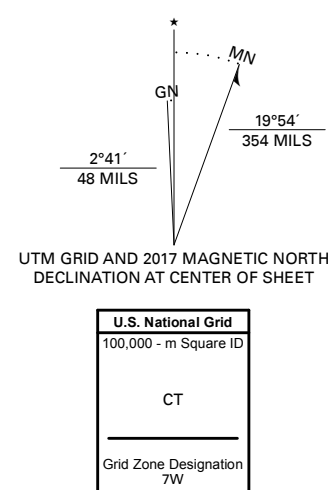 ★
MN
GN
19°54´
354 MILS
2°41´
48 MILS
UTM GRID AND 2017 MAGNETIC NORTH
DECLINATION AT CENTER OF SHEET
U.S. National Grid
100,000 - m Square ID
CT
Grid Zone Designation
7W